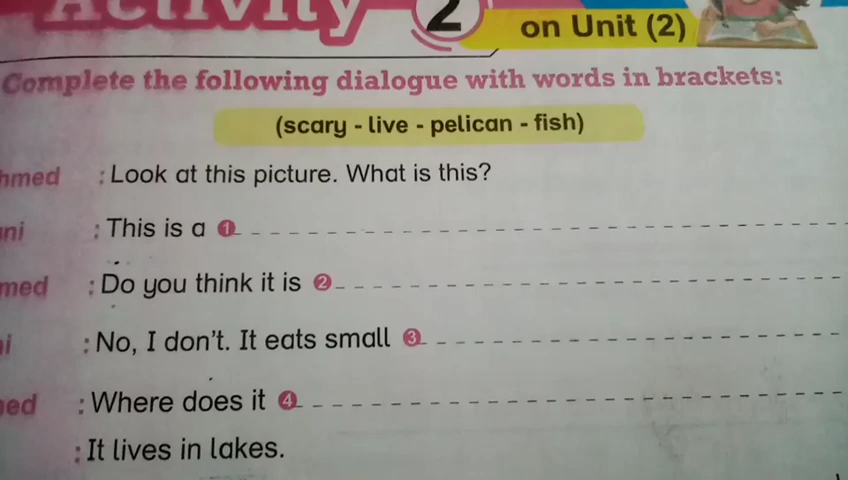 Activity 2 on Unit (2)
Complete the following dialogue with words in brackets:
(scary - live - pelican - fish)
hmed : Look at this picture. What is this?
ni : This is a 1
med : Do you think it is 2
i : No, I don't. It eats small 3
ed : Where does it 4
: It lives in lakes.